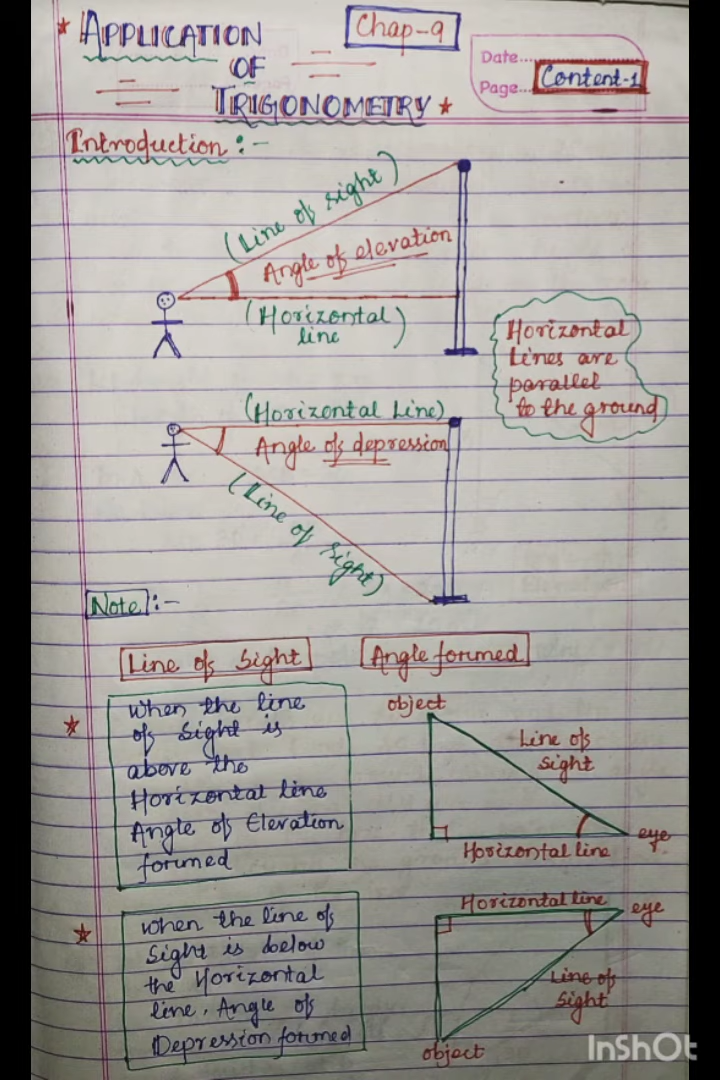 * APPLICATION
OF
TRIGONOMETRY *
Chap-9
Date....
Page...
Content-1
Introduction :-
(Line of sight)
Angle of elevation
(Horizontal
line)
Horizontal
Lines are
parallel
to the ground
(Horizontal Line)
Angle of depression
(Line of sight)
Note :-
Line of Sight
Angle formed
* When the line
of Sight is
above the
Horizontal line
Angle of Elevation
formed
object
Line of
sight
eye
Horizontal line
* When the line of
Sight is below
the Horizontal
line, Angle of
Depression formed
Horizontal line
eye
Line of
Sight
object
InShOt